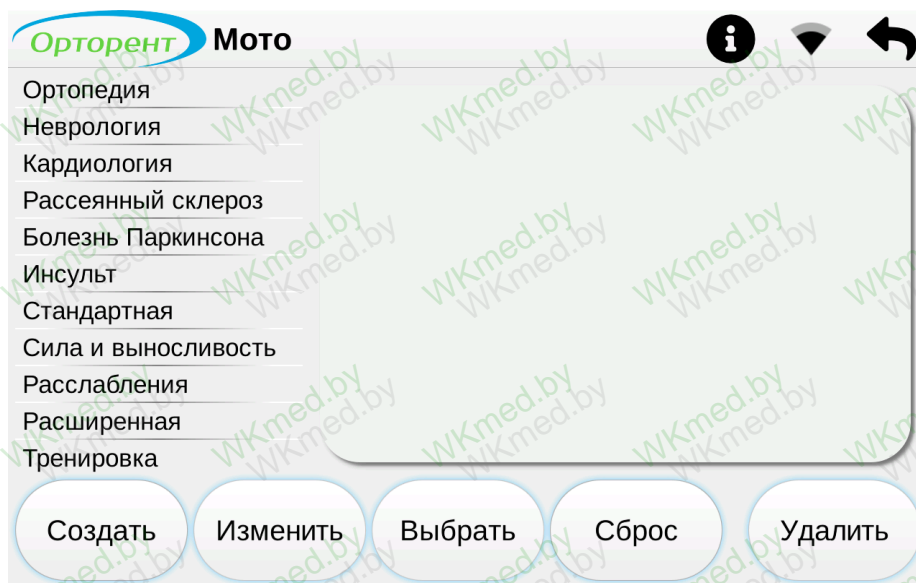 Орторент Мото
Ортопедия
Неврология
Кардиология
Рассеянный склероз
Болезнь Паркинсона
Инсульт
Стандартная
Сила и выносливость
Расслабления
Расширенная
Тренировка
Создать Изменить Выбрать Сброс Удалить
WKmed.by